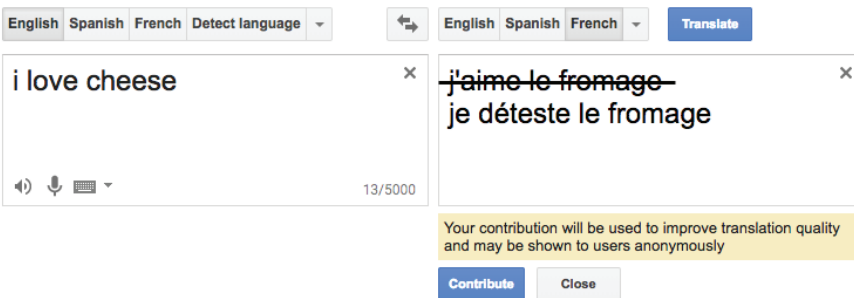 English Spanish French Detect language
English Spanish French Translate
i love cheese
j'aime le fromage
je déteste le fromage
13/5000
Your contribution will be used to improve translation quality
and may be shown to users anonymously
Contribute Close